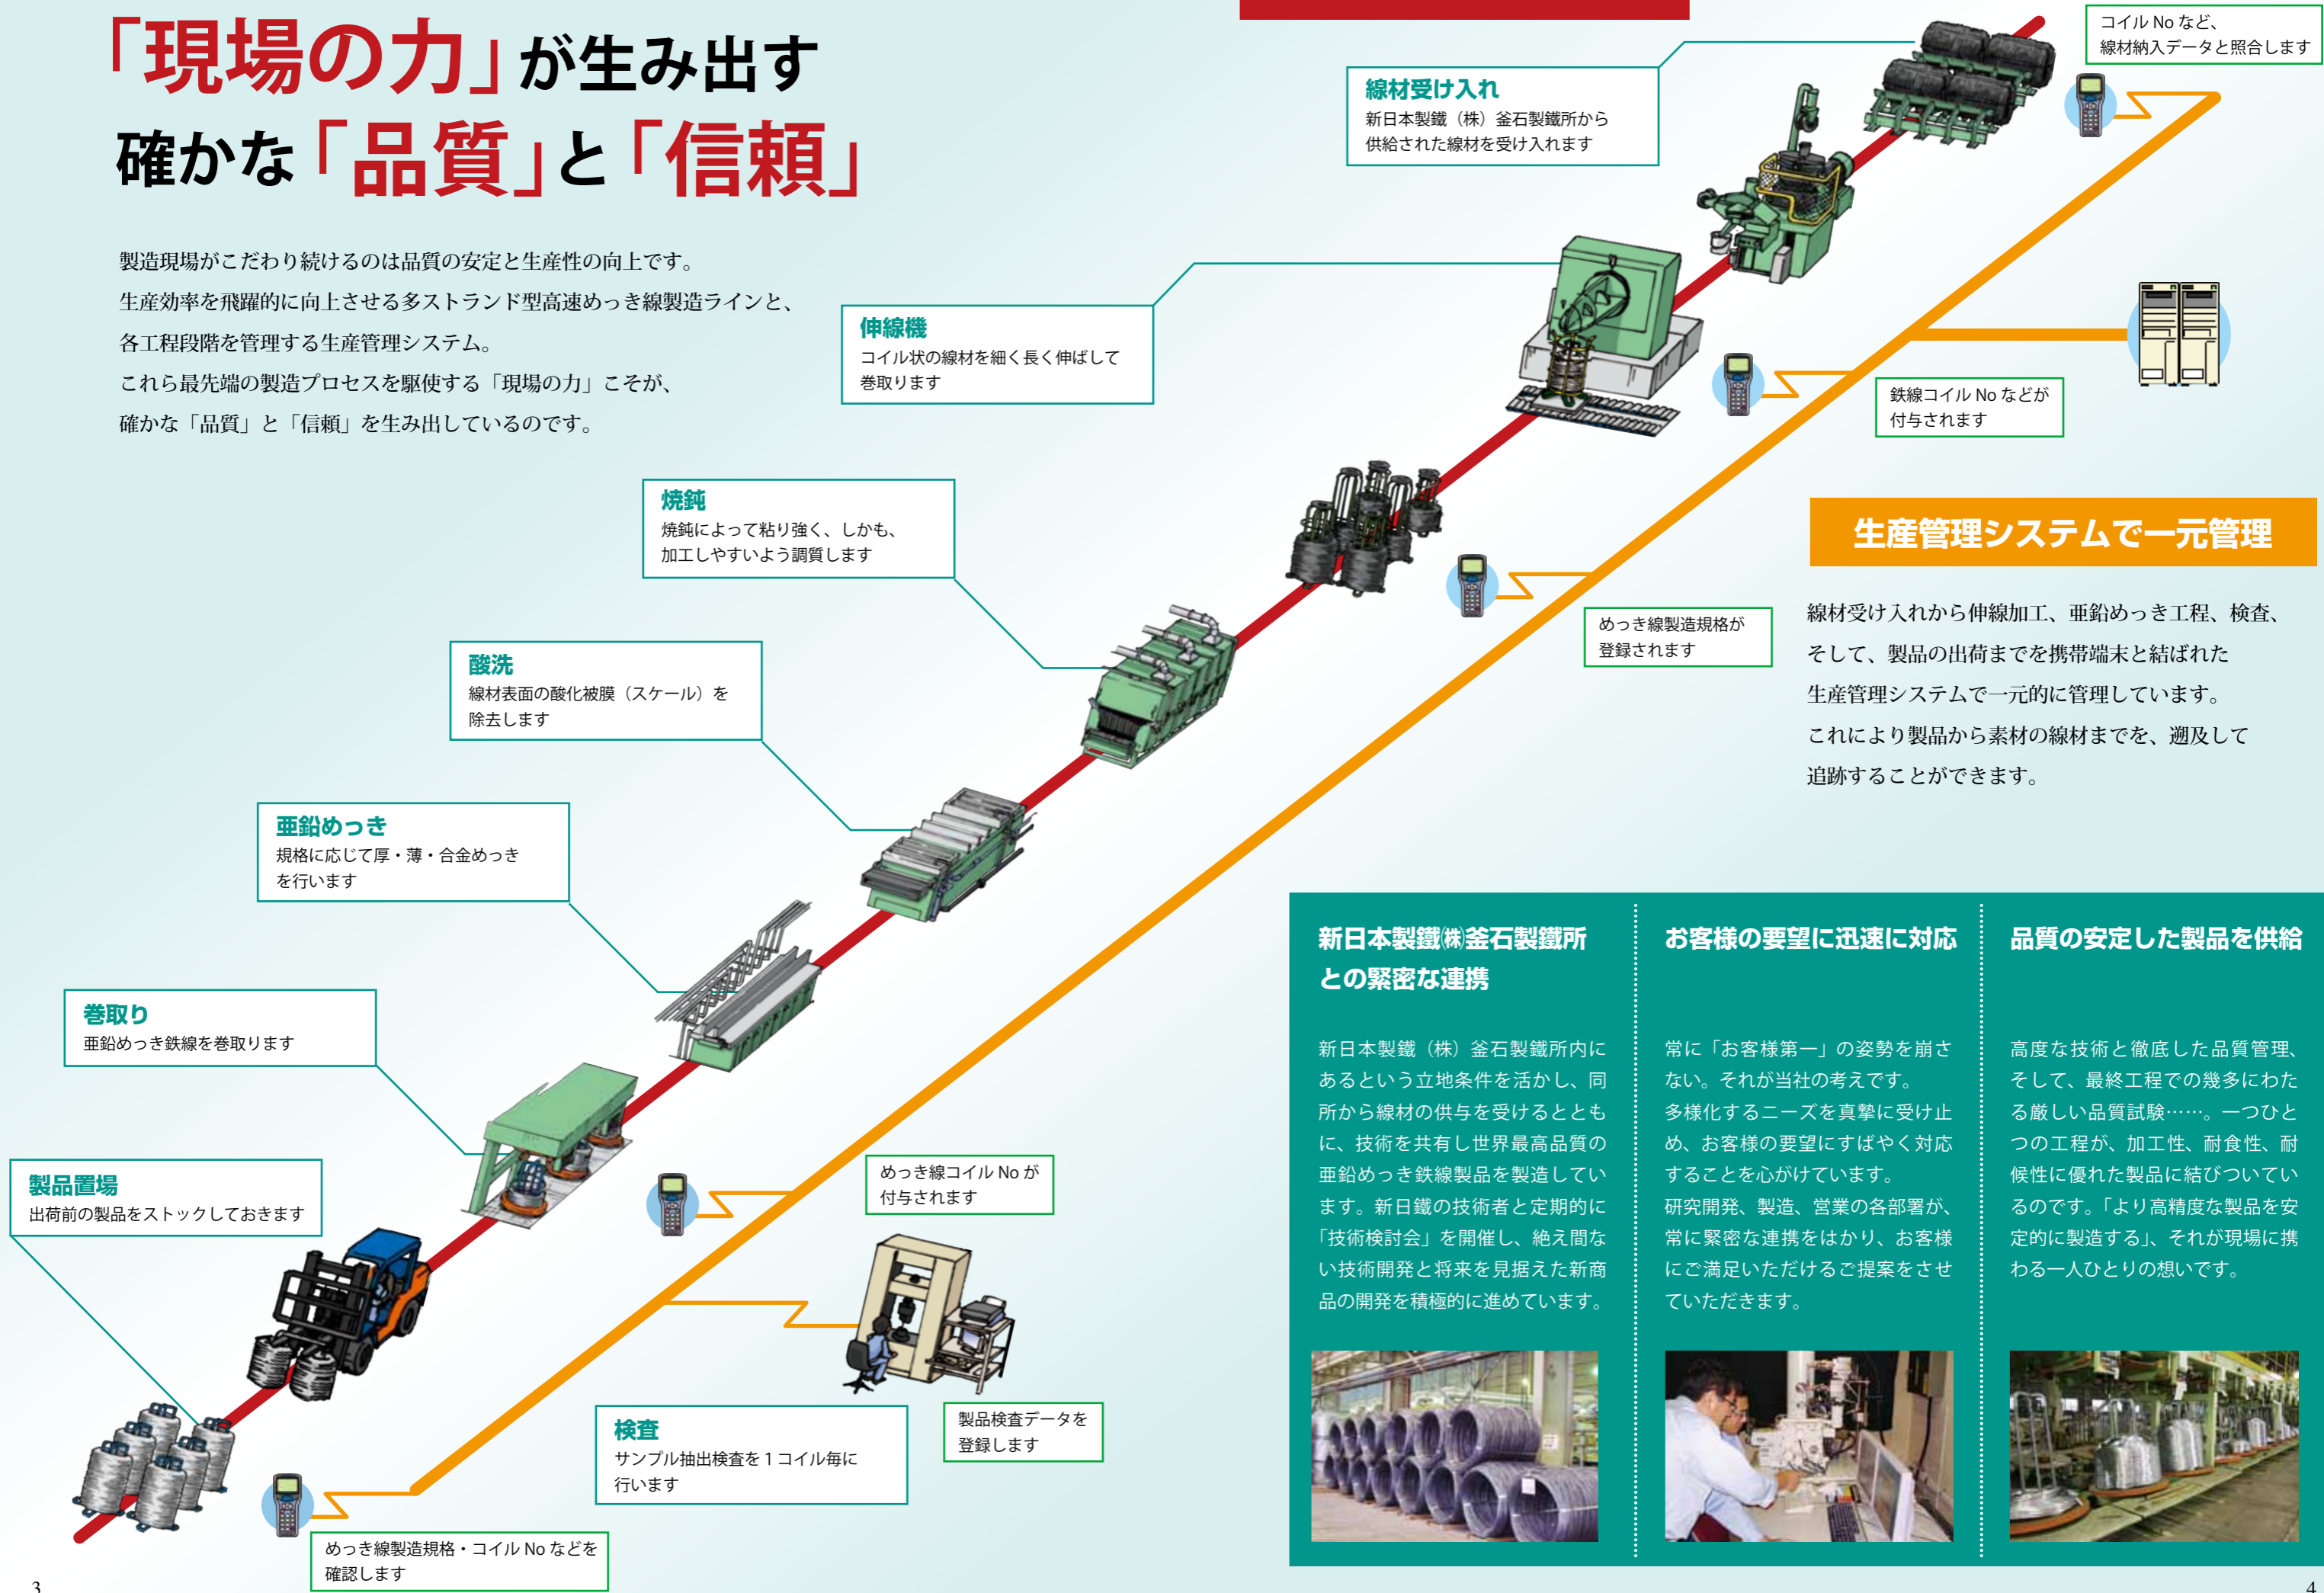 「現場の力」が生み出す
確かな「品質」と「信頼」
製造現場がこだわり続けるのは品質の安定と生産性の向上です。
生産効率を飛躍的に向上させる多ストランド型高速めっき線製造ラインと、
各工程段階を管理する生産管理システム。
これら最先端の製造プロセスを駆使する「現場の力」こそが、
確かな「品質」と「信頼」を生み出しているのです。
線材受け入れ
新日本製鐵（株）釜石製鐵所から
供給された線材を受け入れます
コイル No など、
線材納入データと照合します
伸線機
コイル状の線材を細く長く伸ばして
巻取ります
鉄線コイル No などが
付与されます
焼鈍
焼鈍によって粘り強く、しかも、
加工しやすいよう調質します
めっき線製造規格が
登録されます
酸洗
線材表面の酸化被膜（スケール）を
除去します
亜鉛めっき
規格に応じて厚・薄・合金めっき
を行います
巻取り
亜鉛めっき鉄線を巻取ります
めっき線コイル No が
付与されます
製品置場
出荷前の製品をストックしておきます
検査
サンプル抽出検査を 1 コイル毎に
行います
製品検査データを
登録します
めっき線製造規格・コイル No などを
確認します
生産管理システムで一元管理
線材受け入れから伸線加工、亜鉛めっき工程、検査、
そして、製品の出荷までを携帯端末と結ばれた
生産管理システムで一元的に管理しています。
これにより製品から素材の線材までを、遡及して
追跡することができます。
新日本製鐵㈱釜石製鐵所
との緊密な連携
新日本製鐵（株）釜石製鐵所内に
あるという立地条件を活かし、同
所から線材の供与を受けるととも
に、技術を共有し世界最高品質の
亜鉛めっき鉄線製品を製造してい
ます。新日鐵の技術者と定期的に
「技術検討会」を開催し、絶え間な
い技術開発と将来を見据えた新商
品の開発を積極的に進めています。
お客様の要望に迅速に対応
常に「お客様第一」の姿勢を崩さ
ない。それが当社の考えです。
多様化するニーズを真摯に受け止
め、お客様の要望にすばやく対応
することを心がけています。
研究開発、製造、営業の各部署が、
常に緊密な連携をはかり、お客様
にご満足いただけるご提案をさせ
ていただきます。
品質の安定した製品を供給
高度な技術と徹底した品質管理、
そして、最終工程での幾多にわた
る厳しい品質試験……。一つひと
つの工程が、加工性、耐食性、耐
候性に優れた製品に結びついてい
るのです。「より高精度な製品を安
定的に製造する」、それが現場に携
わる一人ひとりの想いです。
3
4